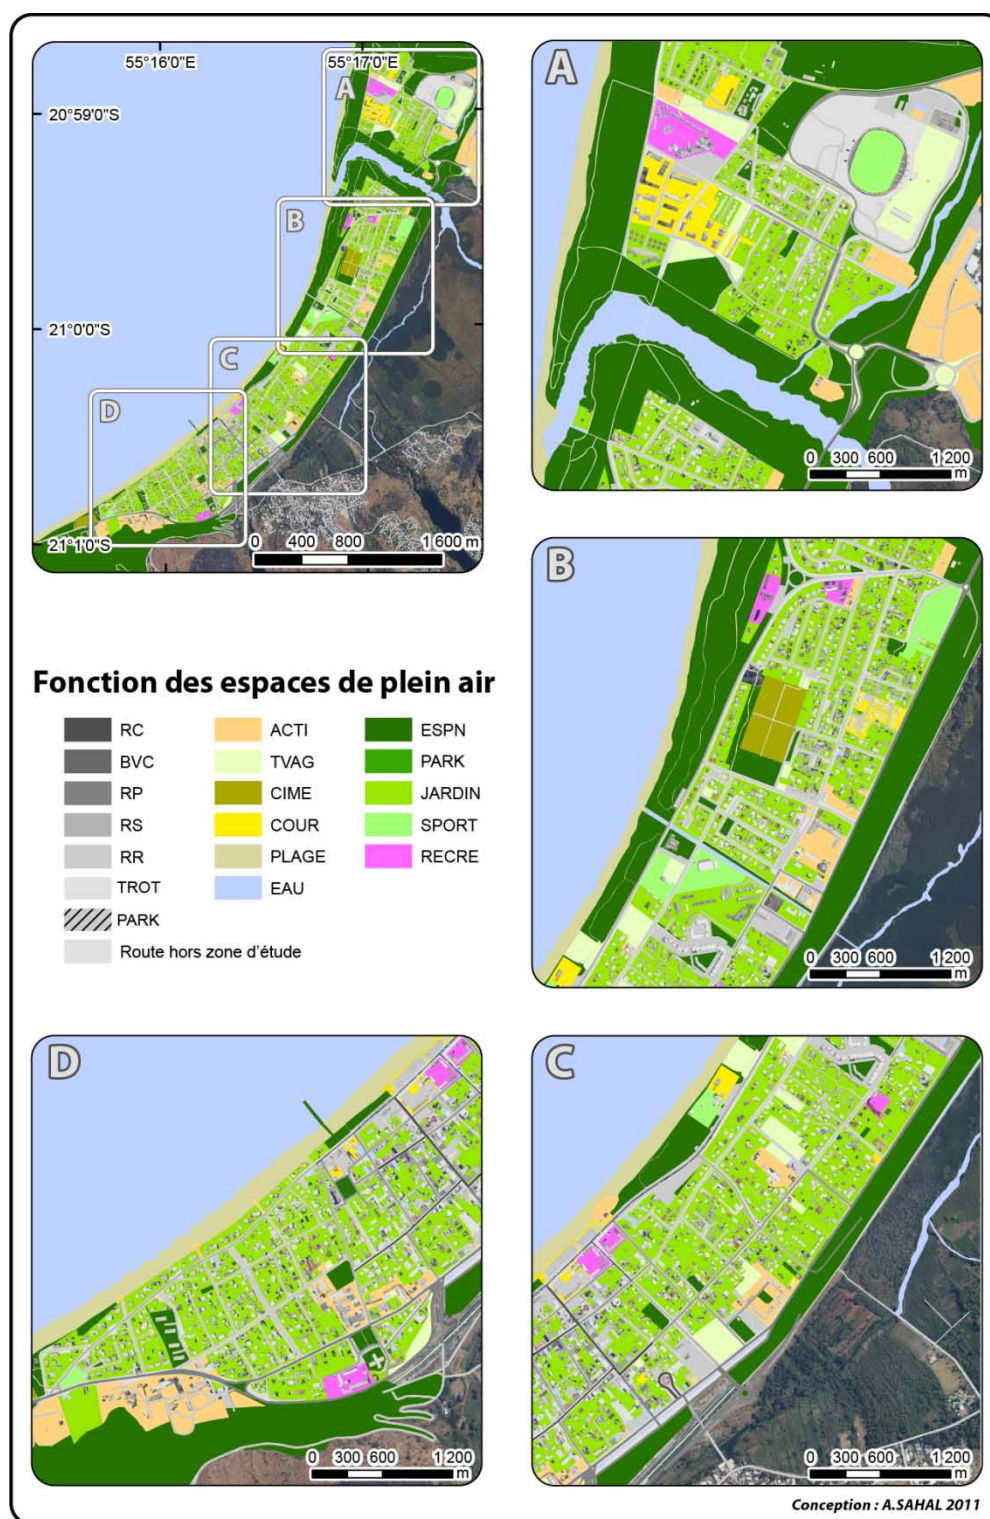 55°16'0"E
55°17'0"E
20°59'0"S
21°0'0"S
21°1'0"S
A
B
C
D
0 400 800 1 600 m
A
0 300 600 1 200
m
B
0 300 600 1 200
m
Fonction des espaces de plein air
RC
BVC
RP
RS
RR
TROT
PARK
Route hors zone d'étude
ACTI
TVAG
CIME
COUR
PLAGE
EAU
ESPN
PARK
JARDIN
SPORT
RECRE
D
0 300 600 1 200
m
C
0 300 600 1 200
m
Conception : A.SAHAL 2011